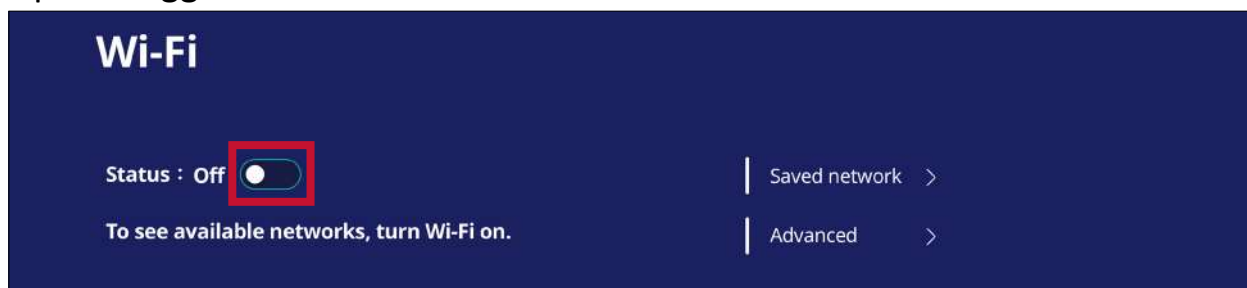 Wi-Fi
Status : Off
Saved network >
To see available networks, turn Wi-Fi on.
Advanced >